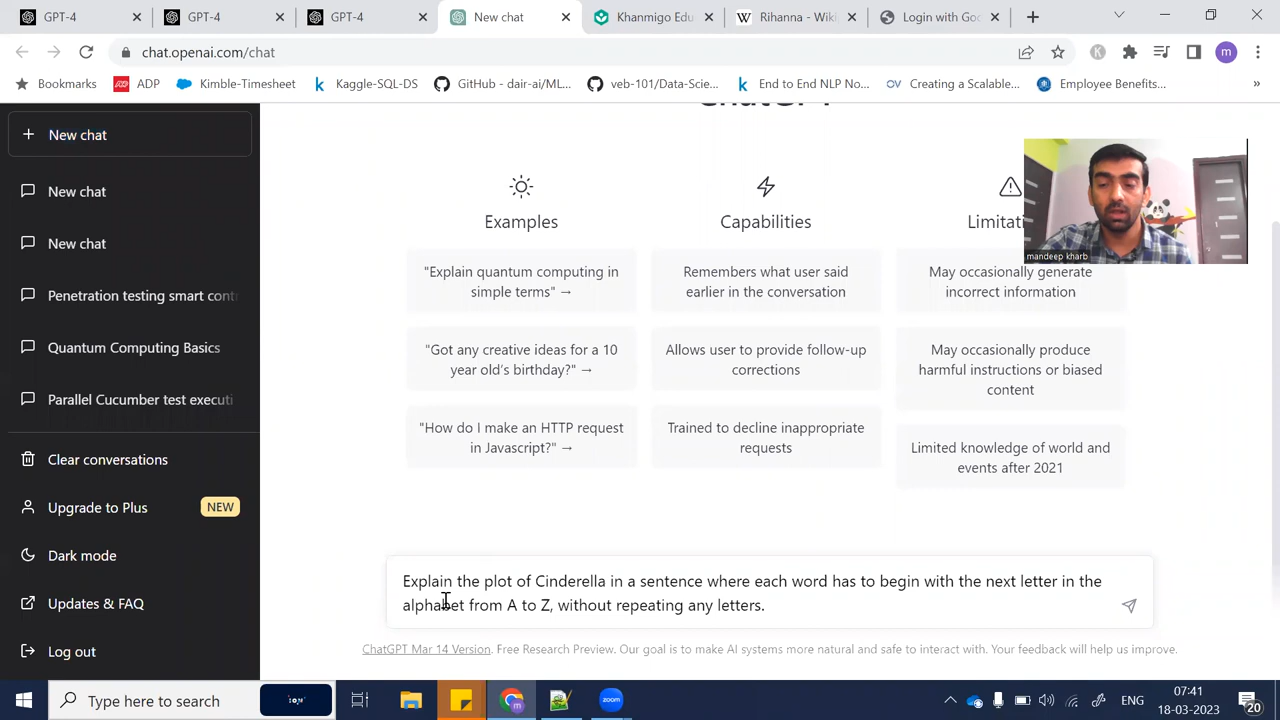 GPT-4
GPT-4
GPT-4
New chat
Khanmigo Edu
Rihanna - Wiki
Login with Goo
chat.openai.com/chat
K
m
Bookmarks
ADP
Kimble-Timesheet
Kaggle-SQL-DS
GitHub - dair-ai/ML...
veb-101/Data-Scie...
End to End NLP No...
Creating a Scalable...
Employee Benefits...
New chat
New chat
New chat
Penetration testing smart cont
Quantum Computing Basics
Parallel Cucumber test executi
Clear conversations
Upgrade to Plus
NEW
Dark mode
Updates & FAQ
Log out
ChatGPT
Examples
Capabilities
Limitati
mandeep kharb
"Explain quantum computing in
simple terms" →
Remembers what user said
earlier in the conversation
May occasionally generate
incorrect information
"Got any creative ideas for a 10
year old's birthday?" →
Allows user to provide follow-up
corrections
May occasionally produce
harmful instructions or biased
content
"How do I make an HTTP request
in Javascript?" →
Trained to decline inappropriate
requests
Limited knowledge of world and
events after 2021
Explain the plot of Cinderella in a sentence where each word has to begin with the next letter in the
alphabet from A to Z, without repeating any letters.
ChatGPT Mar 14 Version. Free Research Preview. Our goal is to make AI systems more natural and safe to interact with. Your feedback will help us improve.
Type here to search
zoom
ENG
07:41
18-03-2023
20